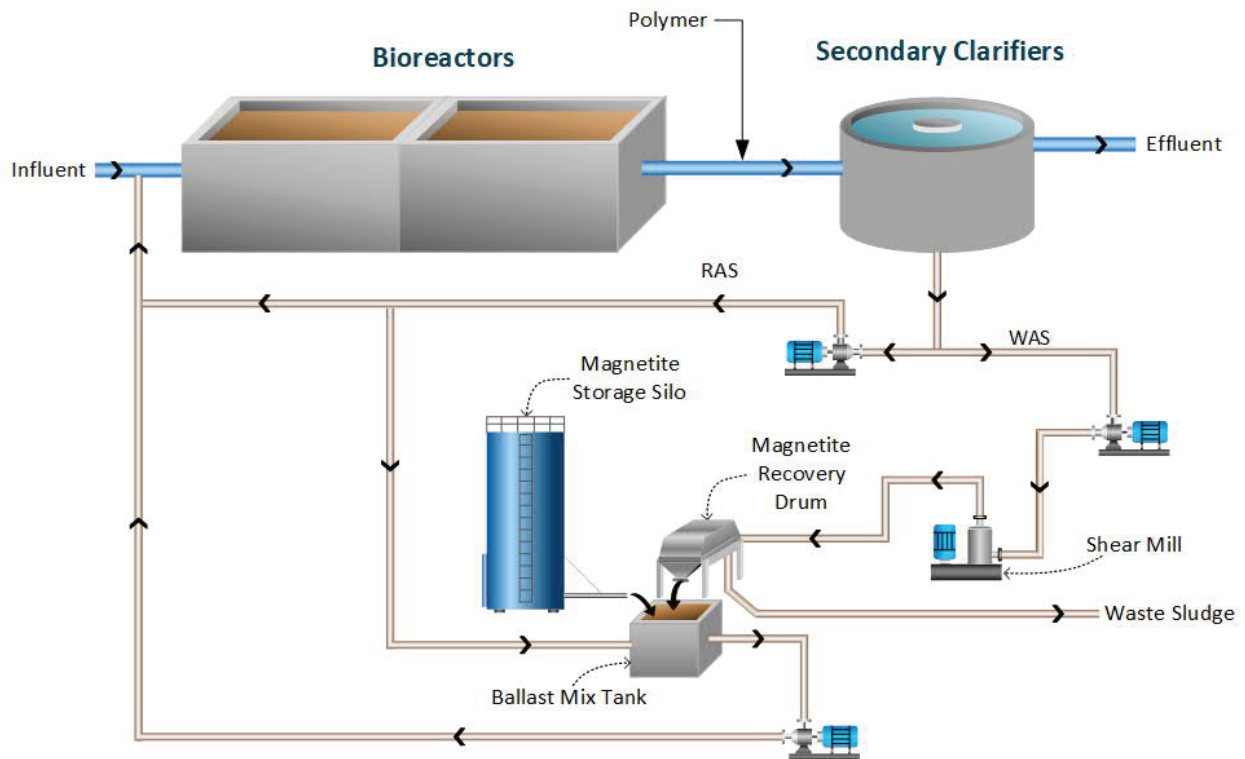 Polymer
Bioreactors
Secondary Clarifiers
Influent
Effluent
RAS
WAS
Magnetite
Storage Silo
Magnetite
Recovery
Drum
Shear Mill
Waste Sludge
Ballast Mix Tank